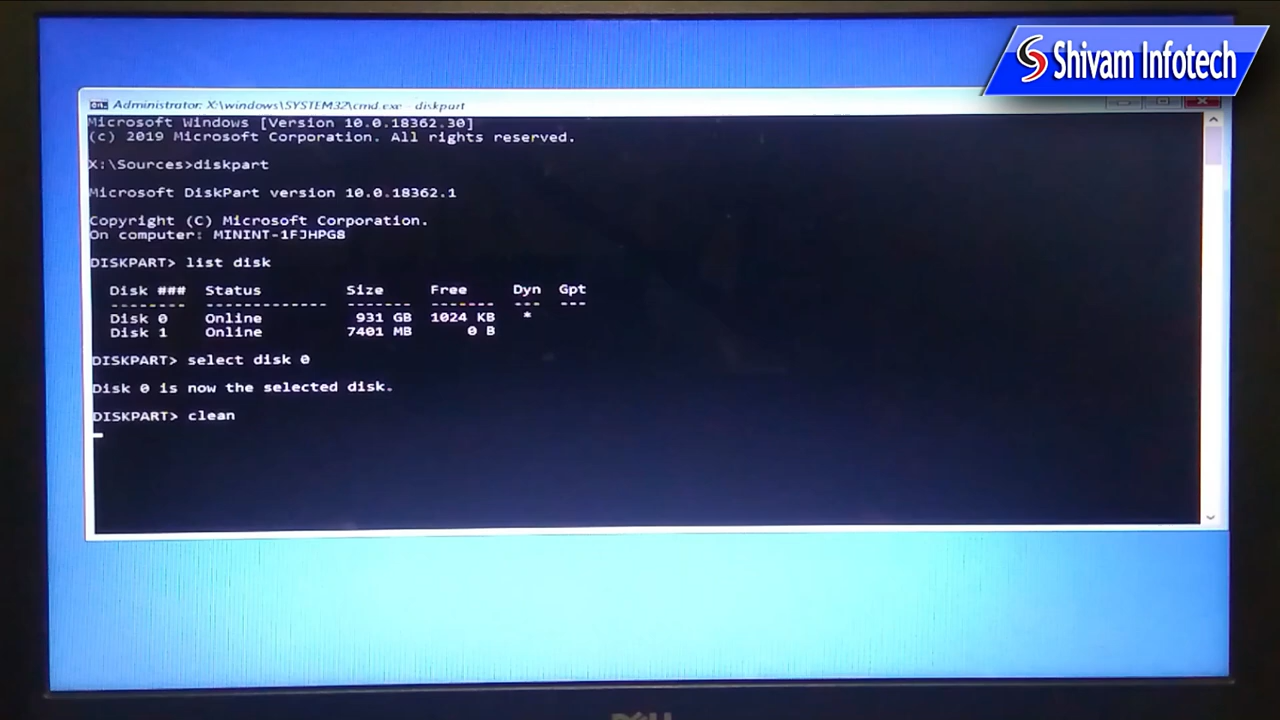 Shivam Infotech
Administrator: X:\windows\SYSTEM32\cmd.exe - diskpart
Microsoft Windows [Version 10.0.18362.30]
(c) 2019 Microsoft Corporation. All rights reserved.
X:\Sources>diskpart
Microsoft DiskPart version 10.0.18362.1
Copyright (C) Microsoft Corporation.
On computer: MININT-1FJHPG8
DISKPART> list disk
Disk ### Status Size Free Dyn Gpt
-------- ------------- ------- ------- --- ---
Disk 0 Online 931 GB 1024 KB *
Disk 1 Online 7401 MB 0 B
DISKPART> select disk 0
Disk 0 is now the selected disk.
DISKPART> clean